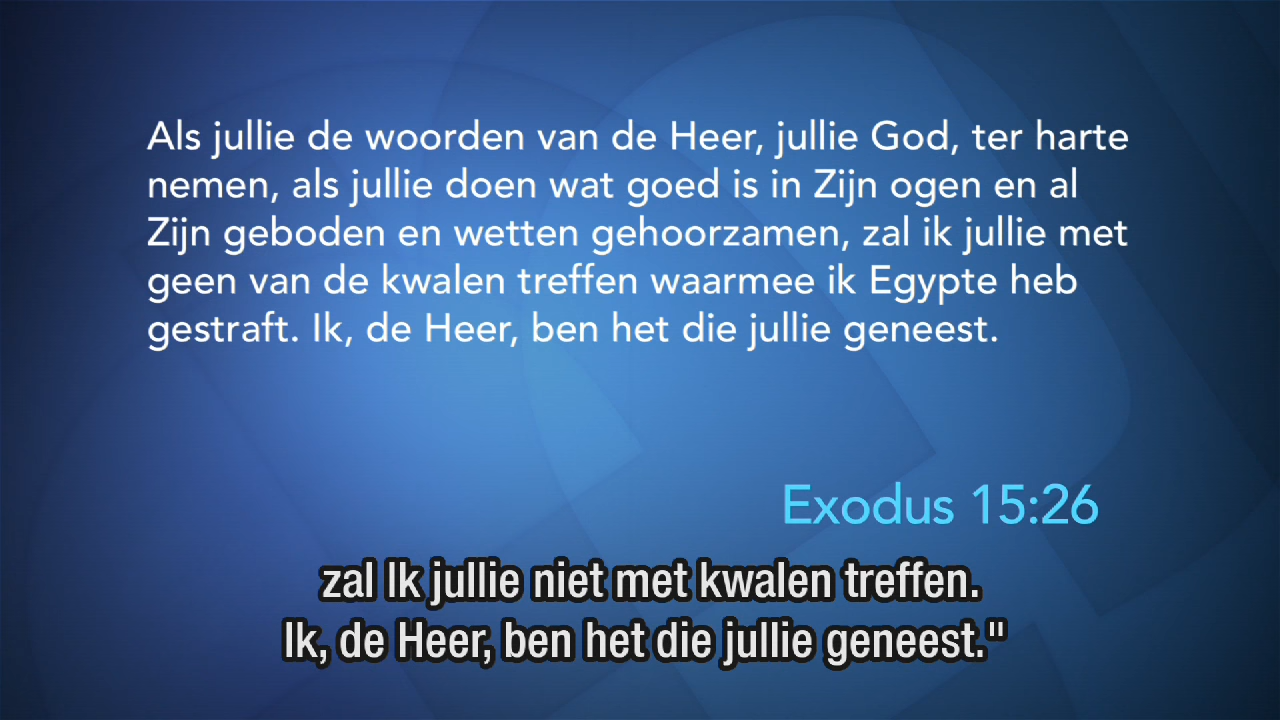 Als jullie de woorden van de Heer, jullie God, ter harte
nemen, als jullie doen wat goed is in Zijn ogen en al
Zijn geboden en wetten gehoorzamen, zal ik jullie met
geen van de kwalen treffen waarmee ik Egypte heb
gestraft. Ik, de Heer, ben het die jullie geneest.
Exodus 15:26
zal Ik jullie niet met kwalen treffen.
Ik, de Heer, ben het die jullie geneest."